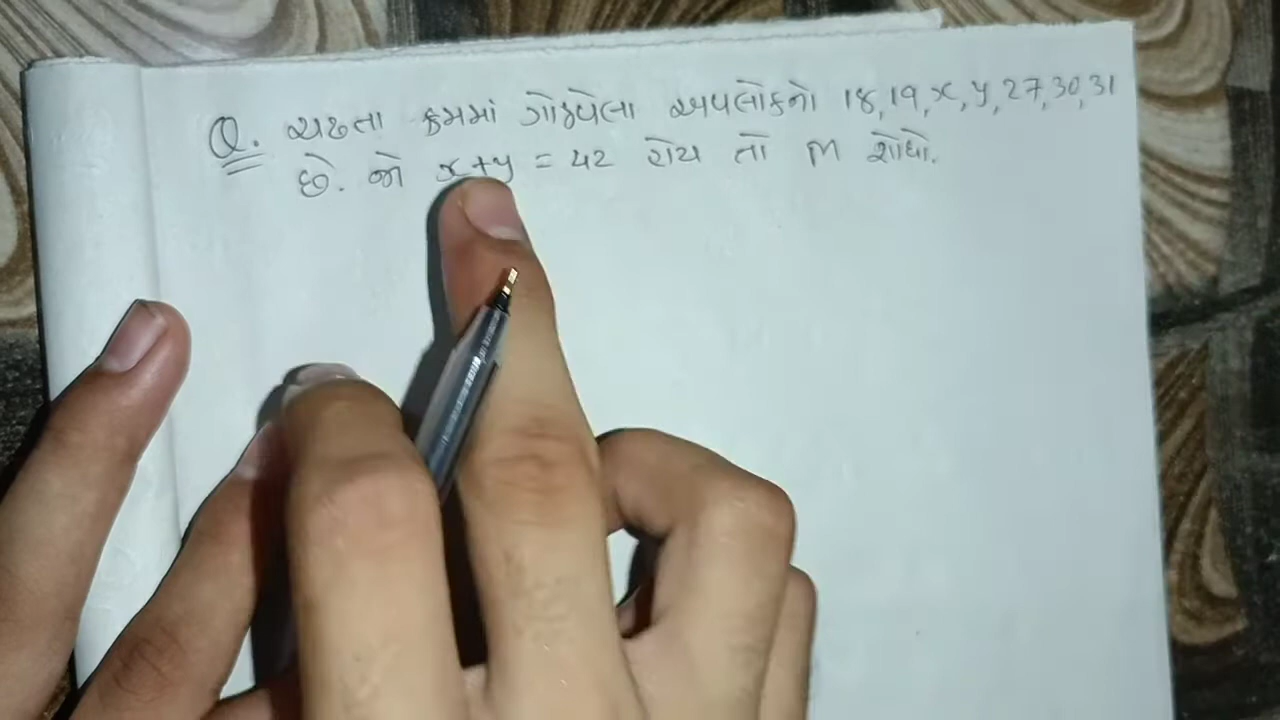 Q. ચઢતા ક્રમમાં ગોઠવેલા અવલોકનો 18, 19, x, y, 27, 30, 31
છે. જો x+y = 42 હોય તો M શોધો.